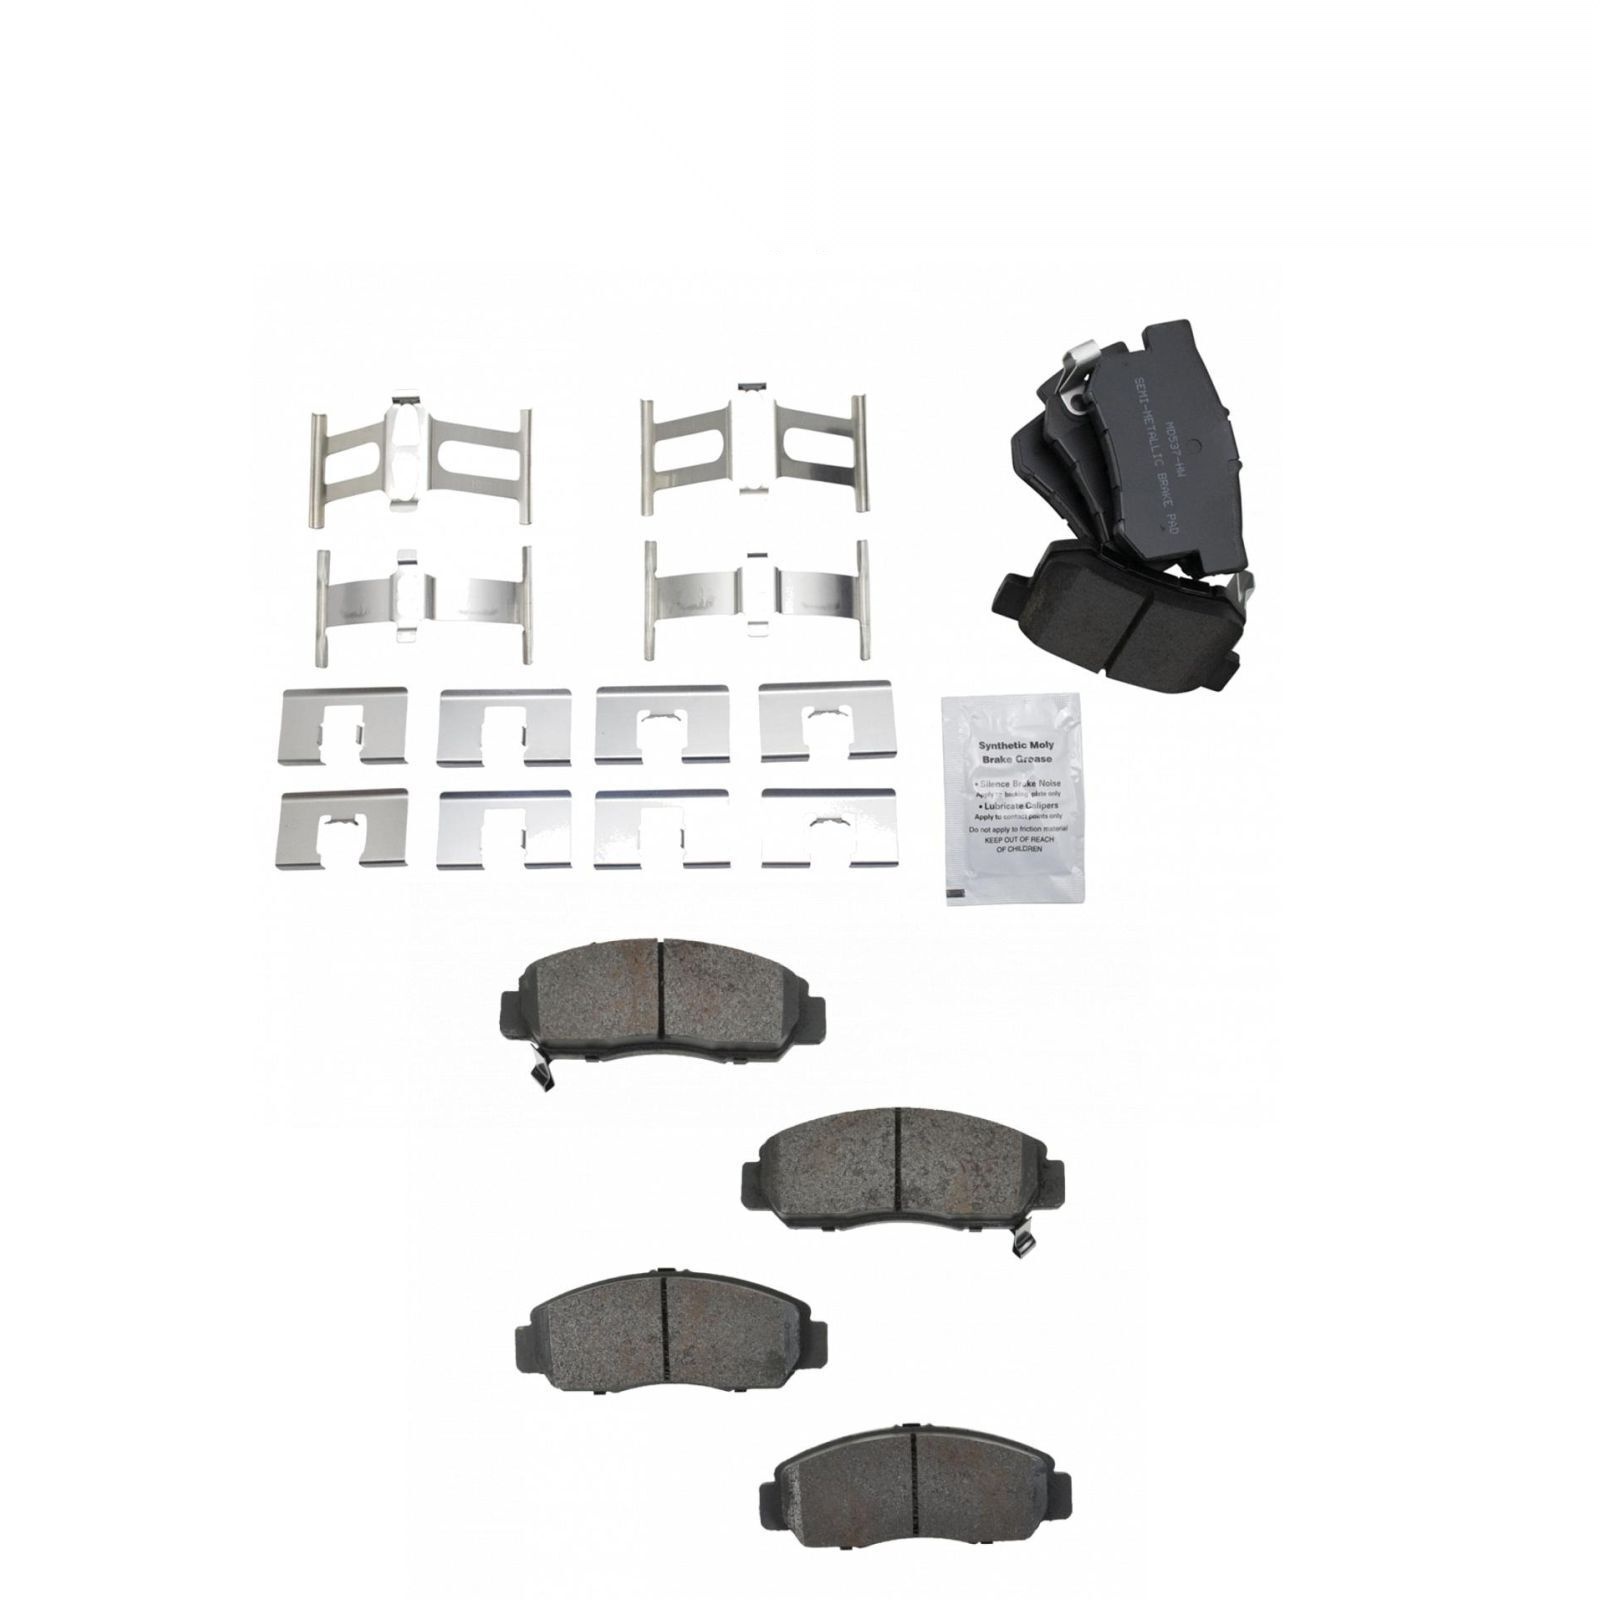 MD537-HW
SEMI-METALLIC BRAKE PAD
Synthetic Moly
Brake Grease
• Silence Brake Noise
Apply to backing plate only
• Lubricate Calipers
Apply to contact points only
Do not apply to friction material
KEEP OUT OF REACH
OF CHILDREN